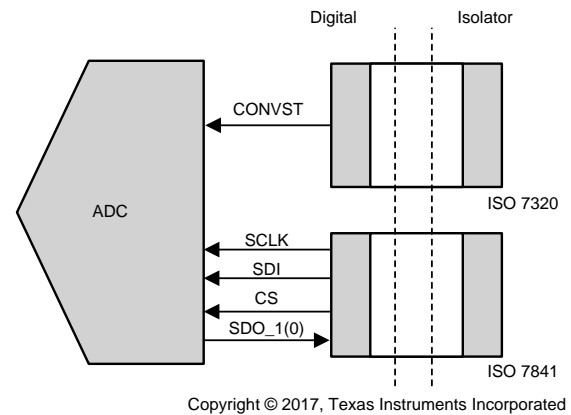 Digital
Isolator
CONVST
ISO 7320
ADC
SCLK
SDI
CS
SDO_1(0)
ISO 7841
Copyright © 2017, Texas Instruments Incorporated